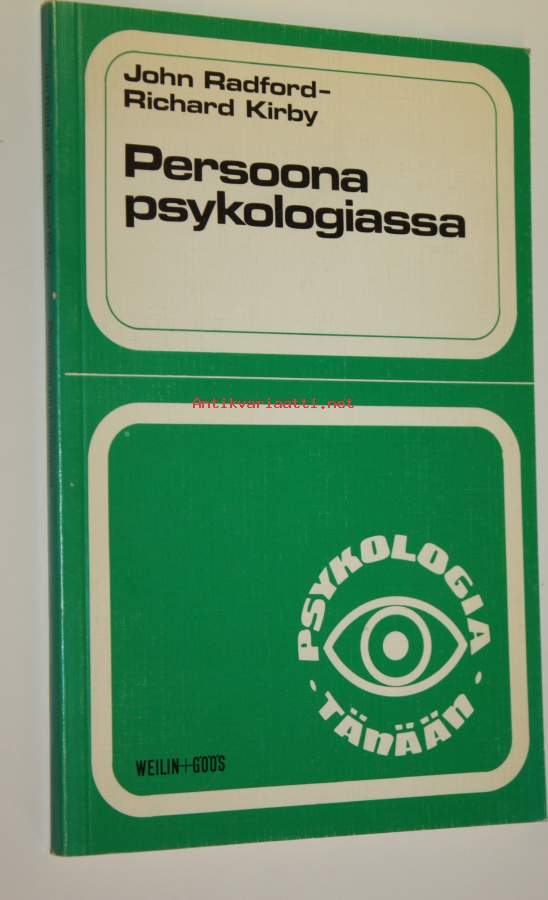 John Radford-
Richard Kirby
Persoona
psykologiassa
Antikvariaatti.net
PSYKOLOGIA
· TÄNÄÄN ·
WEILIN+GÖÖS